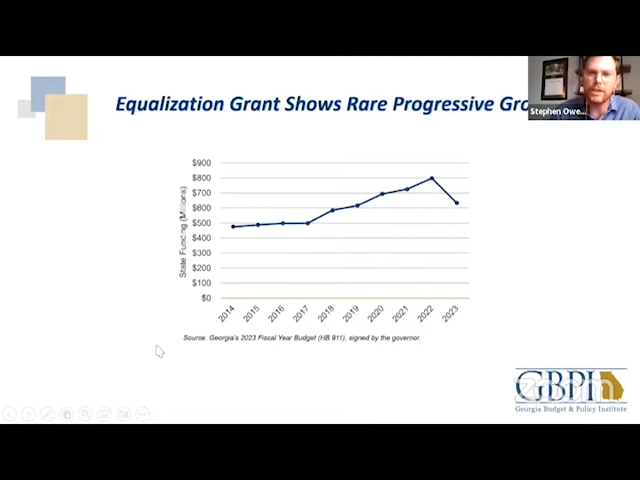 Equalization Grant Shows Rare Progressive Gro
Stephen Owe...
$900
$800
$700
$600
$500
$400
$300
$200
$100
$0
State Funding (Millions)
2014
2015
2016
2017
2018
2019
2020
2021
2022
2023
Source: Georgia's 2023 Fiscal Year Budget (HB 911), signed by the governor.
GBPI
zoom
Georgia Budget & Policy Institute